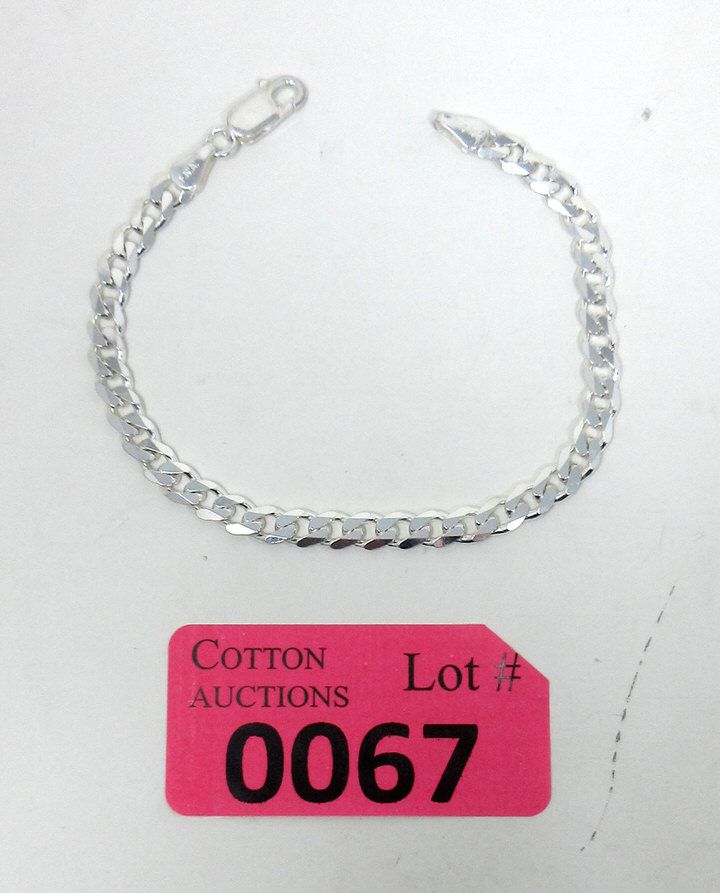 COTTON
AUCTIONS
Lot #
0067